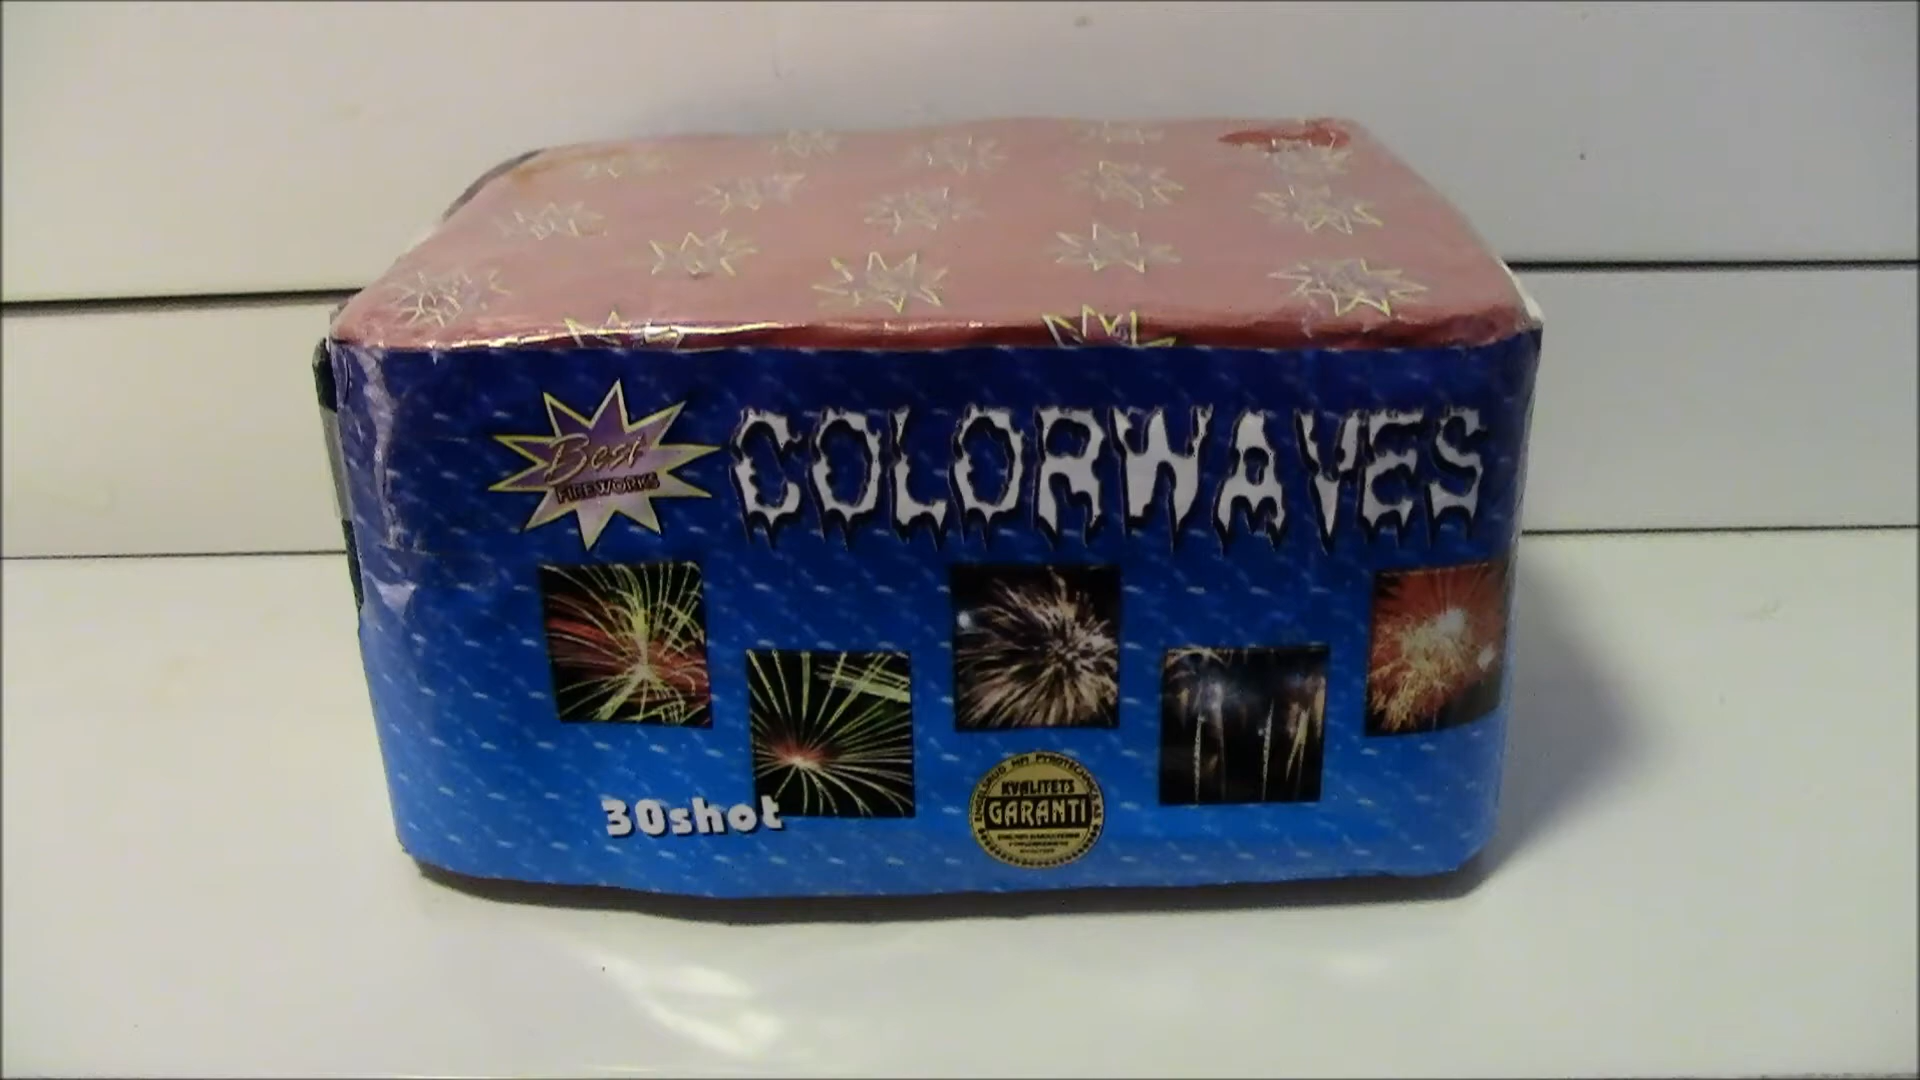 Best
FIREWORKS
COLORWAVES
30shot
KVALITETS
GARANTI